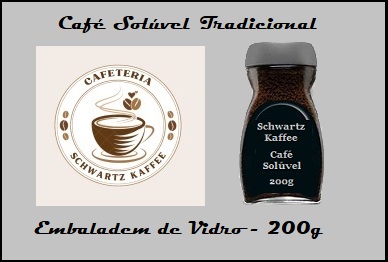 Café Solúvel Tradicional
CAFETERIA
SCHWARTZ KAFFEE
Schwartz
Kaffee
Café
Solúvel
200g
Embaladem de Vidro - 200g